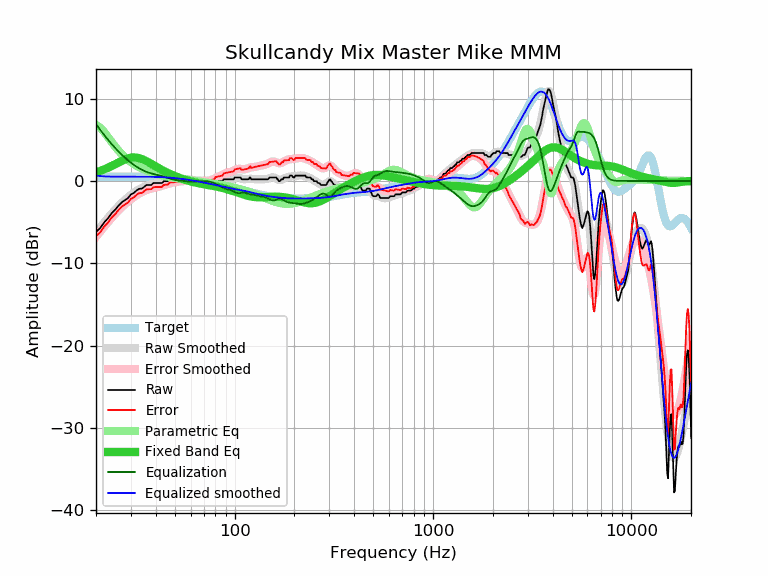 Skullcandy Mix Master Mike MMM
10
0
−10
−20
−30
−40
Amplitude (dBr)
Target
Raw Smoothed
Error Smoothed
Raw
Error
Parametric Eq
Fixed Band Eq
Equalization
Equalized smoothed
100
1000
10000
Frequency (Hz)